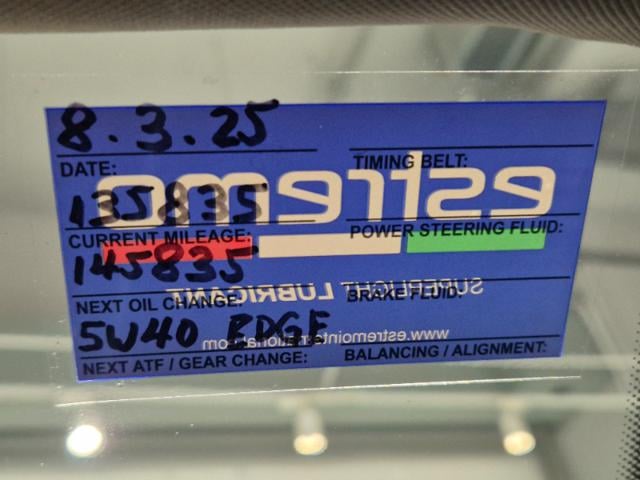 8.3.25
DATE:
TIMING BELT:
estremo
135835
CURRENT MILEAGE:
POWER STEERING FLUID:
145835
SUPERLIGHT LUBRICANT
NEXT OIL CHANGE:
BRAKE FLUID:
5W40 EDGE
www.estremointernational.com
NEXT ATF / GEAR CHANGE:
BALANCING / ALIGNMENT: